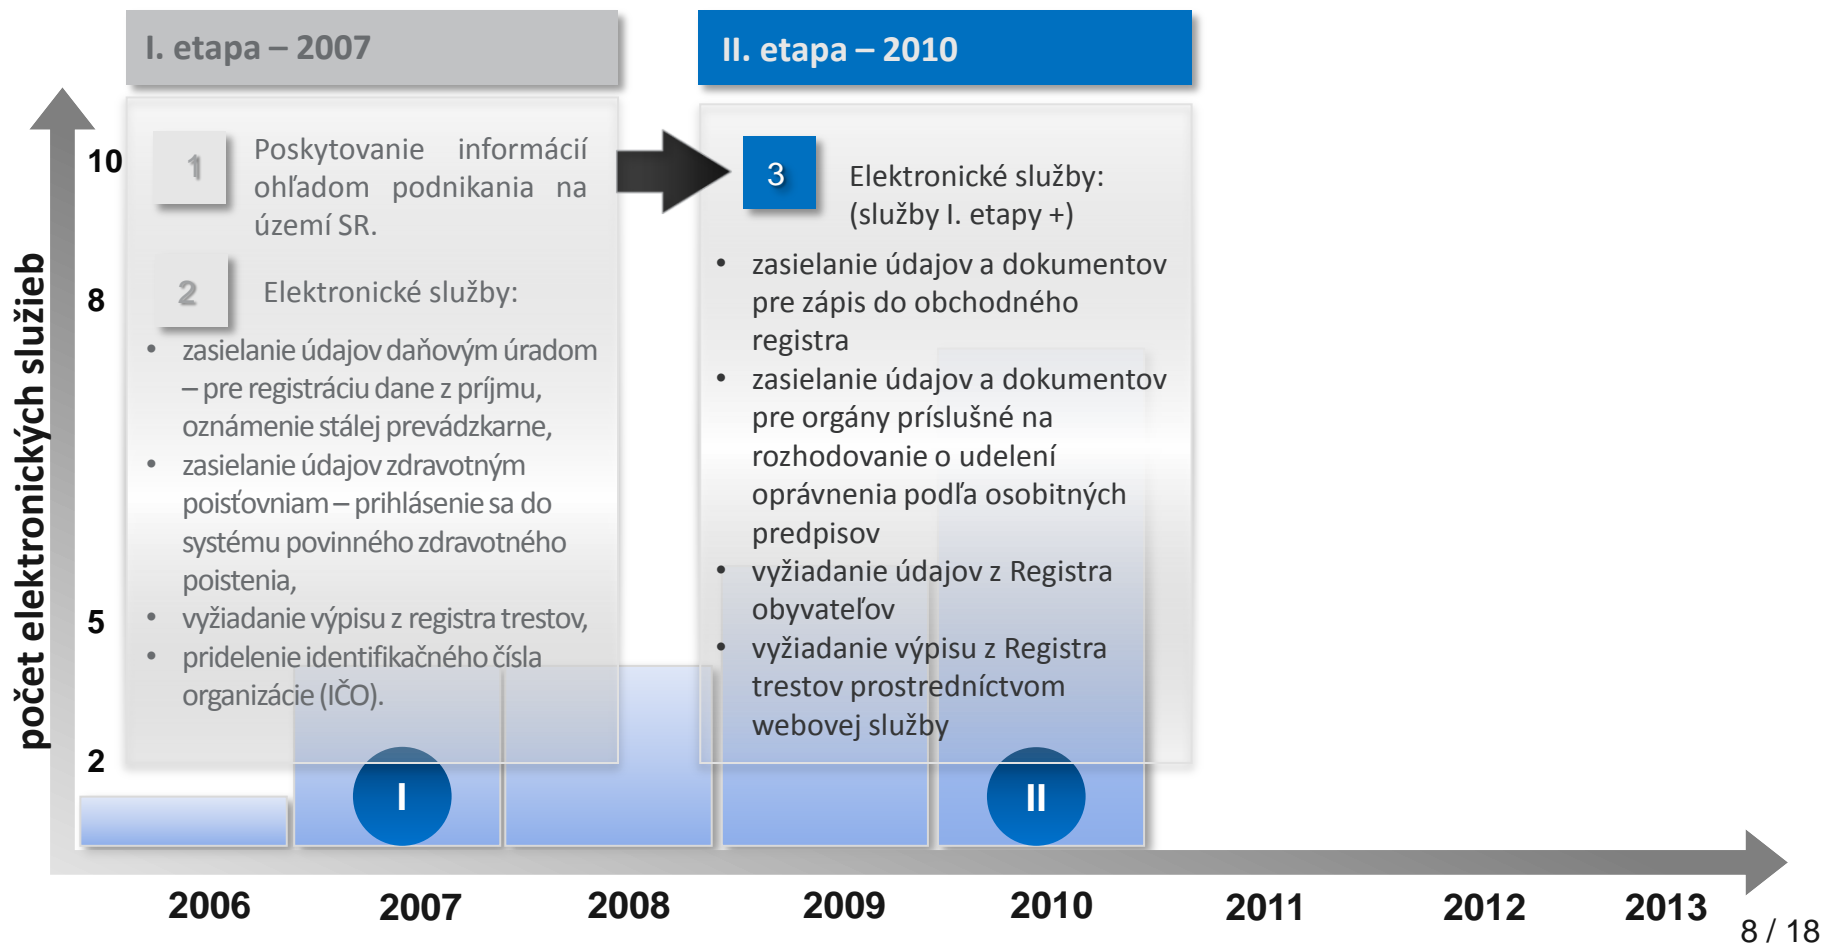 I. etapa – 2007
1
Poskytovanie informácií
ohľadom podnikania na
území SR.
2
Elektronické služby:
• zasielanie údajov daňovým úradom
– pre registráciu dane z príjmu,
oznámenie stálej prevádzkarne,
• zasielanie údajov zdravotným
poisťovniam – prihlásenie sa do
systému povinného zdravotného
poistenia,
• vyžiadanie výpisu z registra trestov,
• pridelenie identifikačného čísla
organizácie (IČO).
II. etapa – 2010
3
Elektronické služby:
(služby I. etapy +)
• zasielanie údajov a dokumentov
pre zápis do obchodného
registra
• zasielanie údajov a dokumentov
pre orgány príslušné na
rozhodovanie o udelení
oprávnenia podľa osobitných
predpisov
• vyžiadanie údajov z Registra
obyvateľov
• vyžiadanie výpisu z Registra
trestov prostredníctvom
webovej služby
počet elektronických služieb
10
8
5
2
I
II
2006
2007
2008
2009
2010
2011
2012
2013
8 / 18